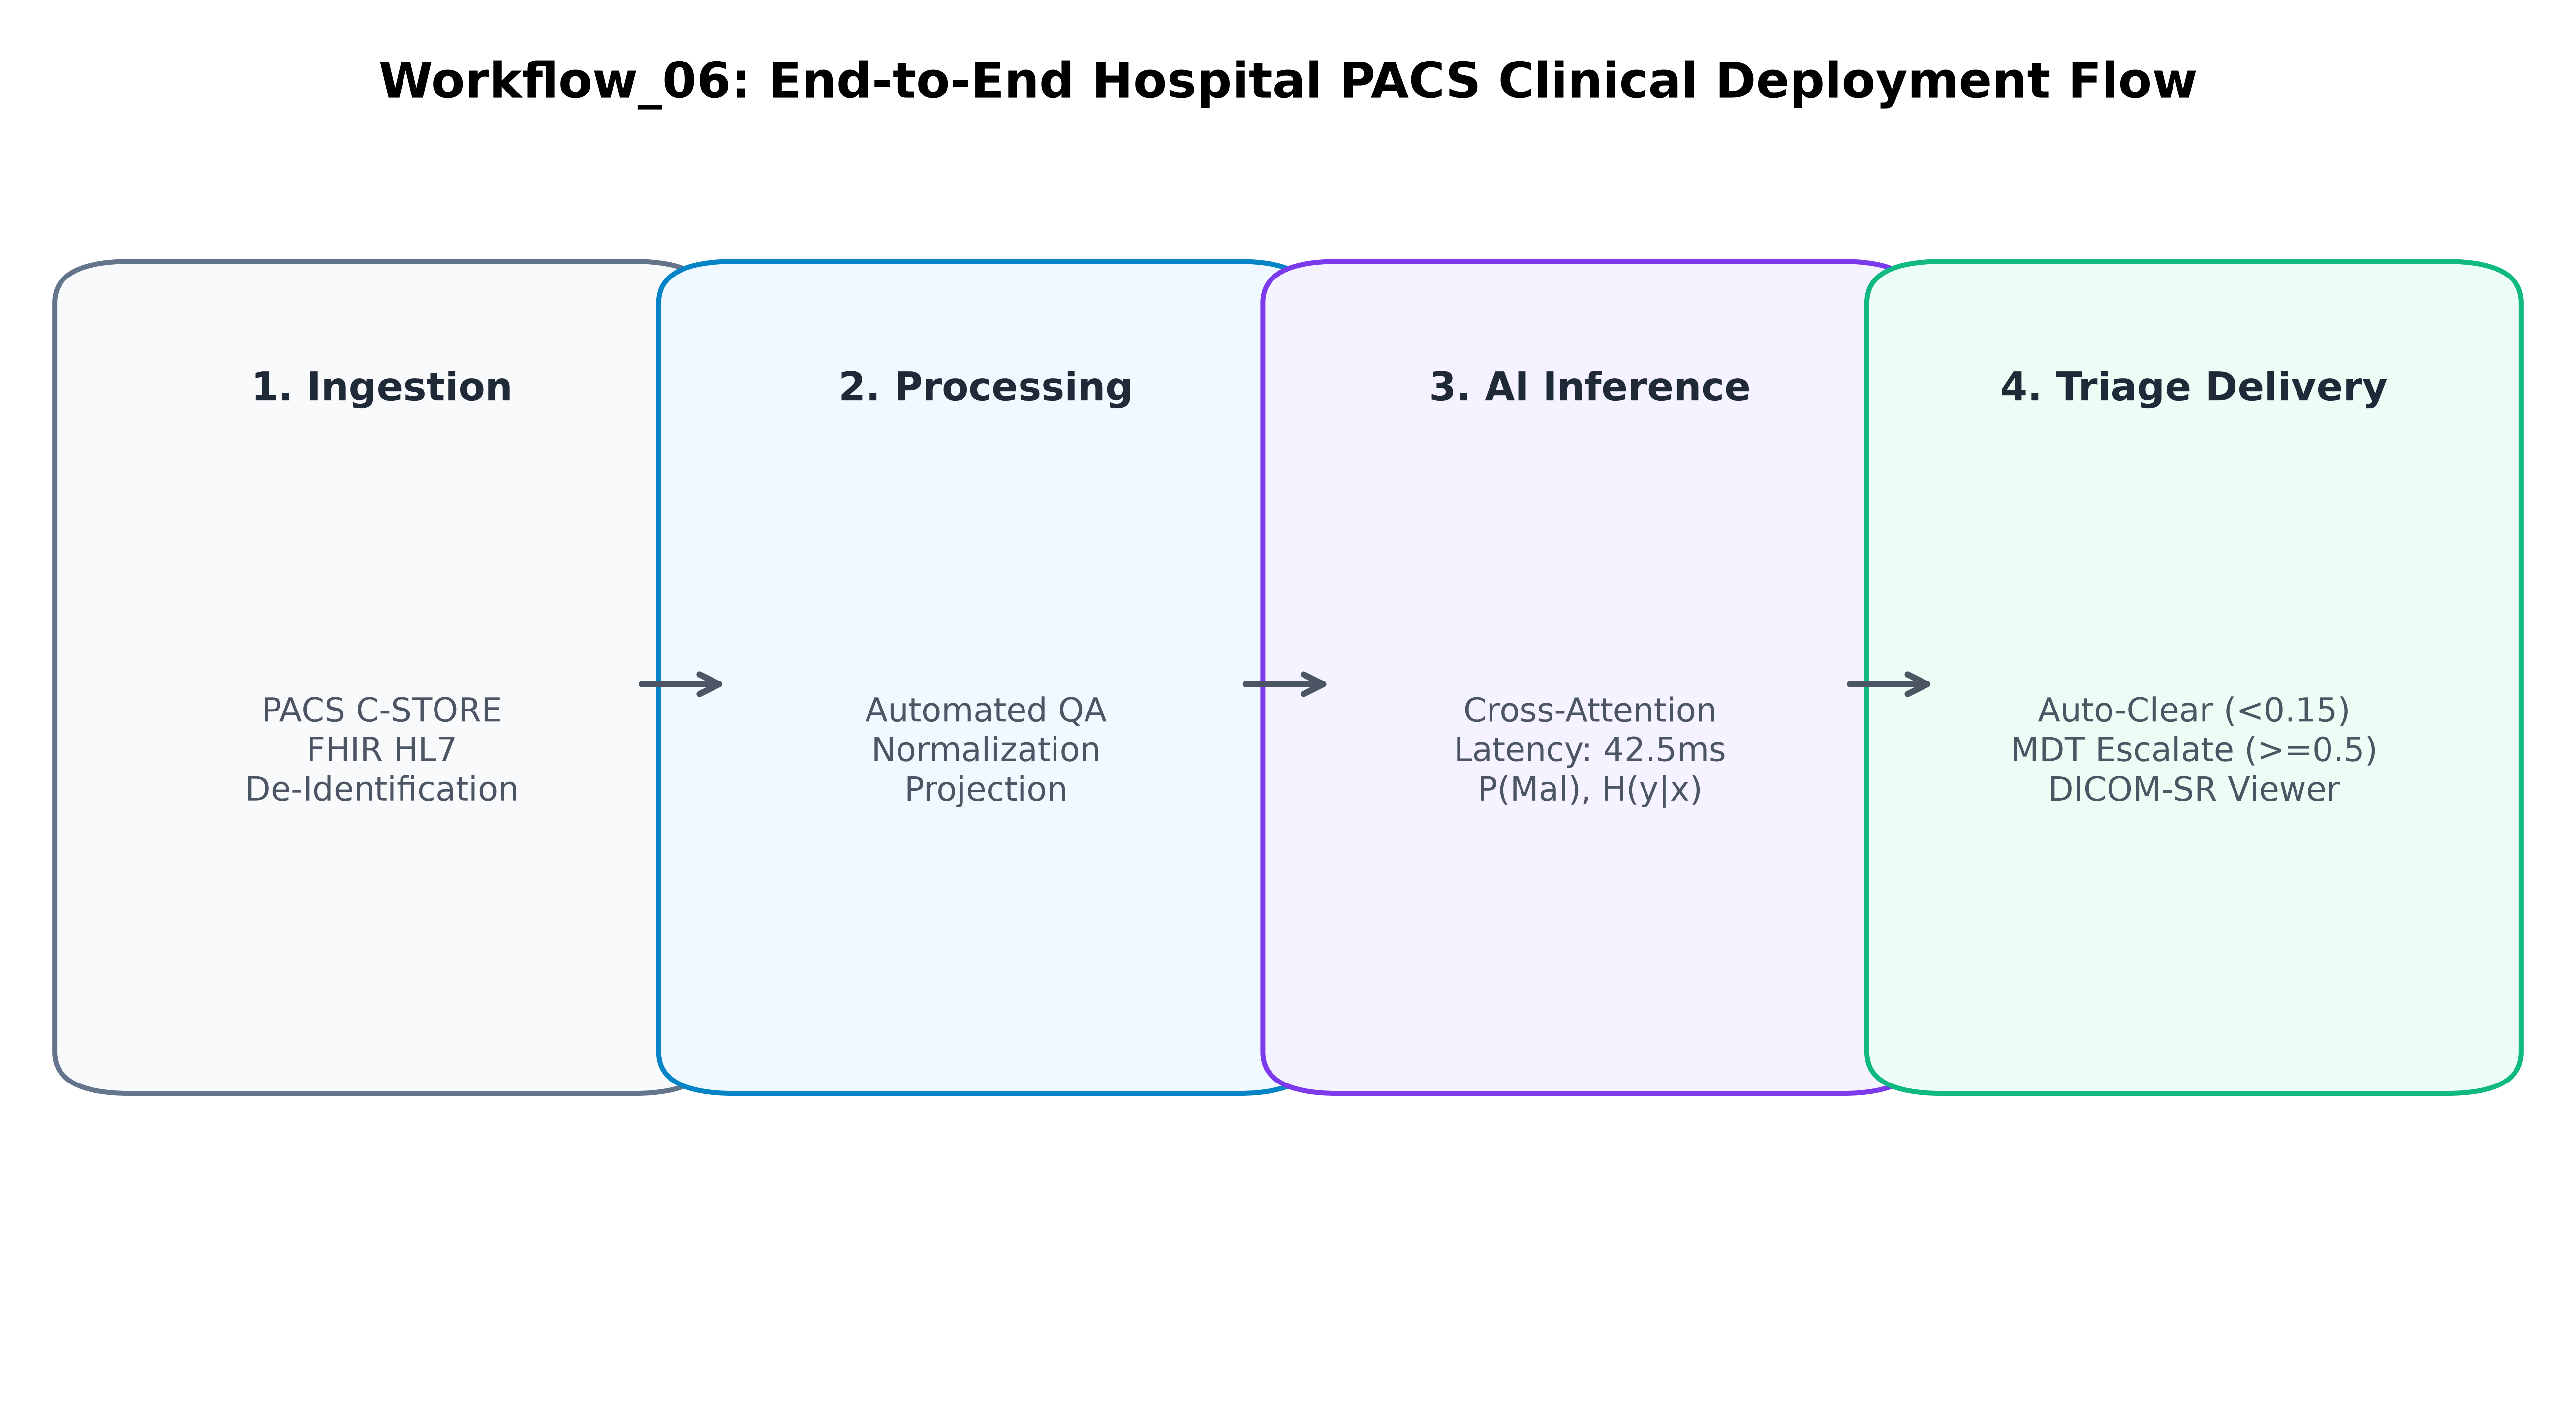 Workflow_06: End-to-End Hospital PACS Clinical Deployment Flow
1. Ingestion
PACS C-STORE
FHIR HL7
De-Identification
2. Processing
Automated QA
Normalization
Projection
3. AI Inference
Cross-Attention
Latency: 42.5ms
P(Mal), H(y|x)
4. Triage Delivery
Auto-Clear (<0.15)
MDT Escalate (>=0.5)
DICOM-SR Viewer